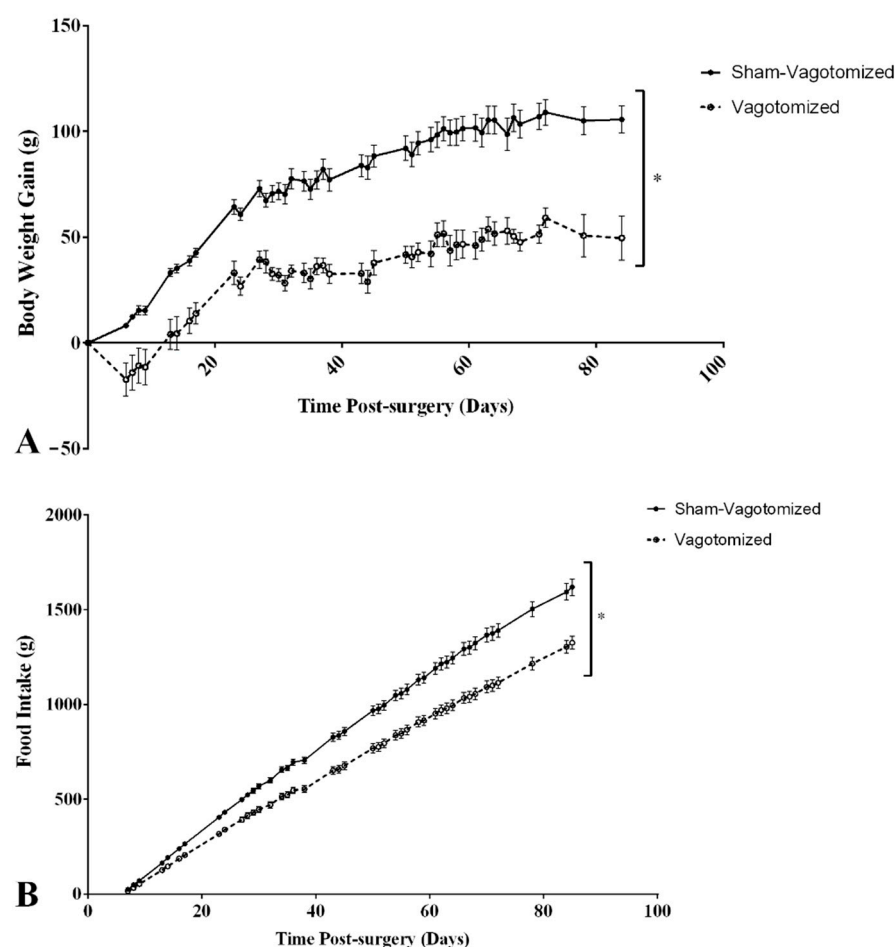 150
100
50
0
−50
20
40
60
80
100
Body Weight Gain (g)
Time Post-surgery (Days)
Sham-Vagotomized
Vagotomized
*
A
2000
1500
1000
500
0
0
20
40
60
80
100
Food Intake (g)
Time Post-surgery (Days)
Sham-Vagotomized
Vagotomized
*
B